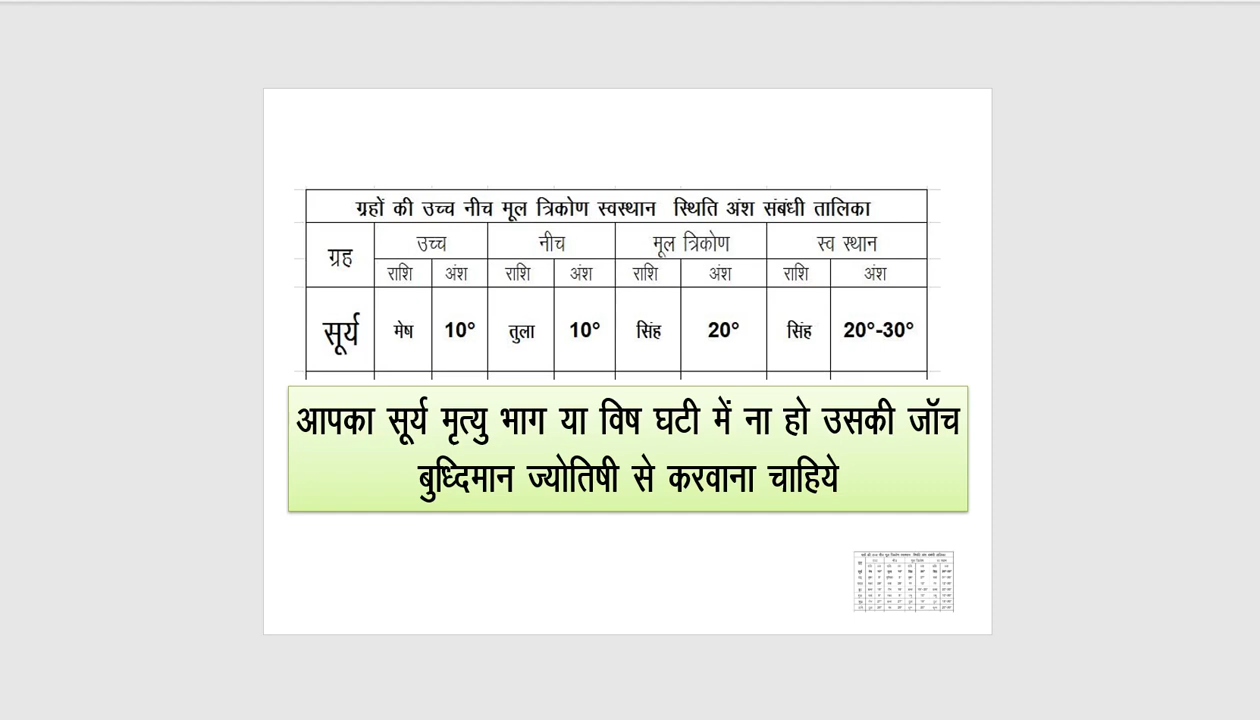 ग्रहों की उच्च नीच मूल त्रिकोण स्वस्थान स्थिति अंश संबंधी तालिका
ग्रह उच्च नीच मूल त्रिकोण स्व स्थान
राशि अंश राशि अंश राशि अंश राशि अंश
सूर्य मेष 10° तुला 10° सिंह 20° सिंह 20°-30°
आपका सूर्य मृत्यु भाग या विष घटी में ना हो उसकी जॉच
बुध्दिमान ज्योतिषी से करवाना चाहिये